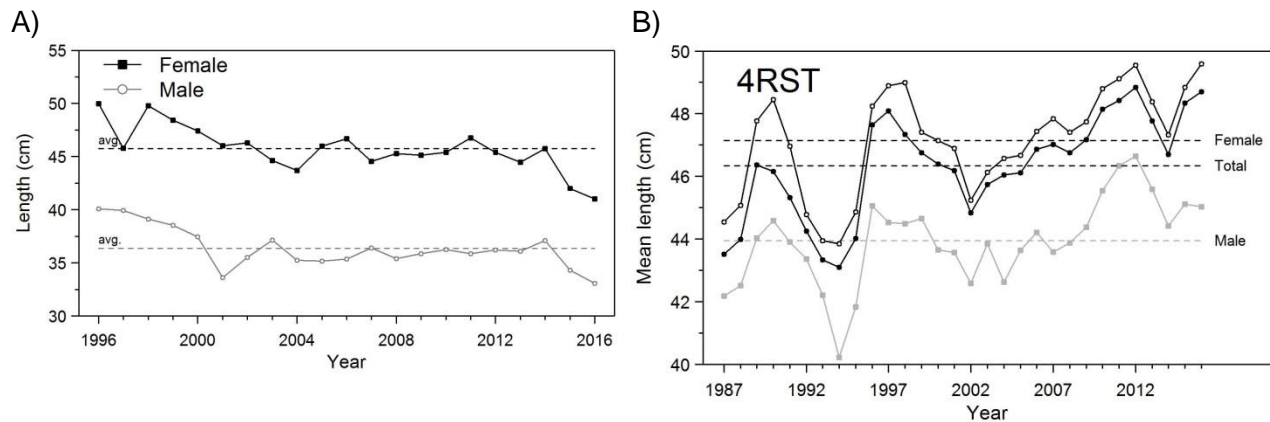 A)
55
50
45
40
35
30
Length (cm)
Female
Male
avg.
avg.
1996 2000 2004 2008 2012 2016
Year
B)
50
48
46
44
42
40
Mean length (cm)
4RST
Female
Total
Male
1987 1992 1997 2002 2007 2012
Year